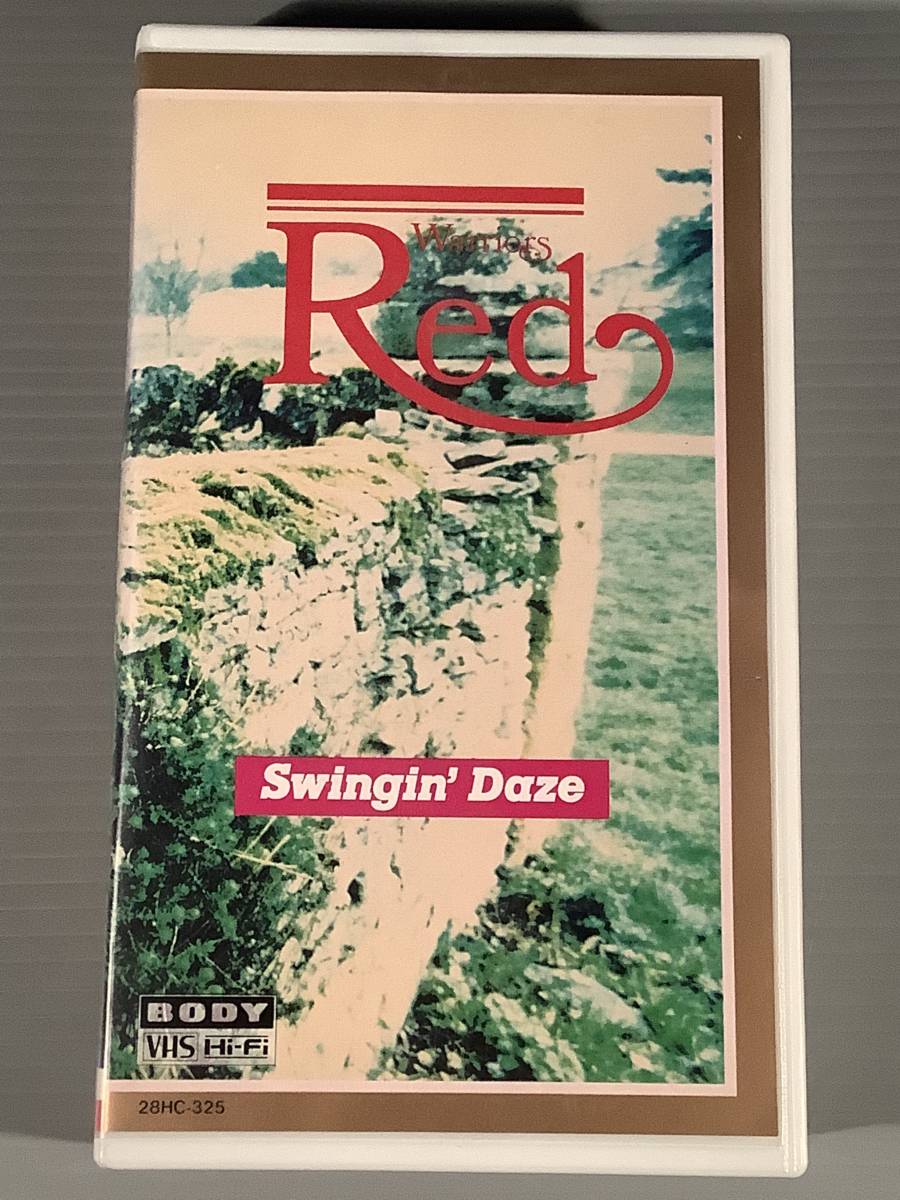 Warriors
Red
Swingin' Daze
BODY
VHS Hi-Fi
28HC-325